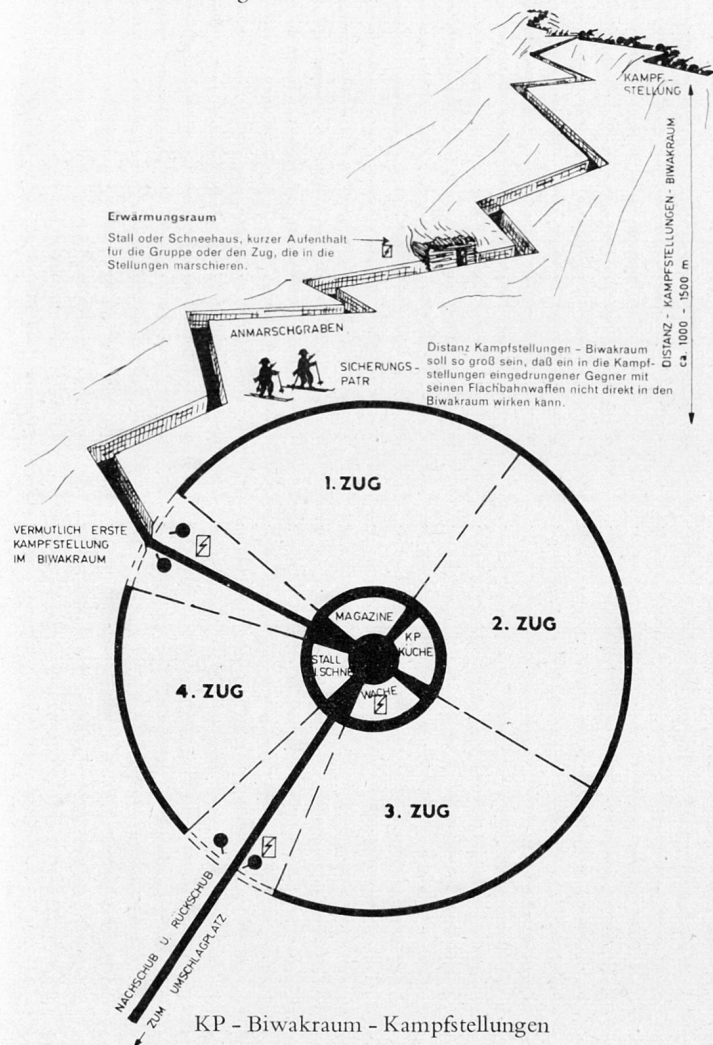 KAMPF-
STELLUNG
DISTANZ - KAMPFSTELLUNGEN - BIWAKRAUM
ca. 1000 - 1500 m
Erwärmungsraum
Stall oder Schneehaus, kurzer Aufenthalt
für die Gruppe oder den Zug, die in die
Stellungen marschieren.
ANMARSCHGRABEN
SICHERUNGS-
PATR
Distanz Kampfstellungen - Biwakraum
soll so groß sein, daß ein in die Kampf-
stellungen eingedrungener Gegner mit
seinen Flachbahnwaffen nicht direkt in den
Biwakraum wirken kann.
1. ZUG
VERMUTLICH ERSTE
KAMPFSTELLUNG
IM BIWAKRAUM
MAGAZINE
KP
KÜCHE
2. ZUG
STALL
WACHE
4. ZUG
3. ZUG
NACHSCHUB U. RÜCKSCHUB
ZUM UMSCHLAGPLATZ
KP - Biwakraum - Kampfstellungen